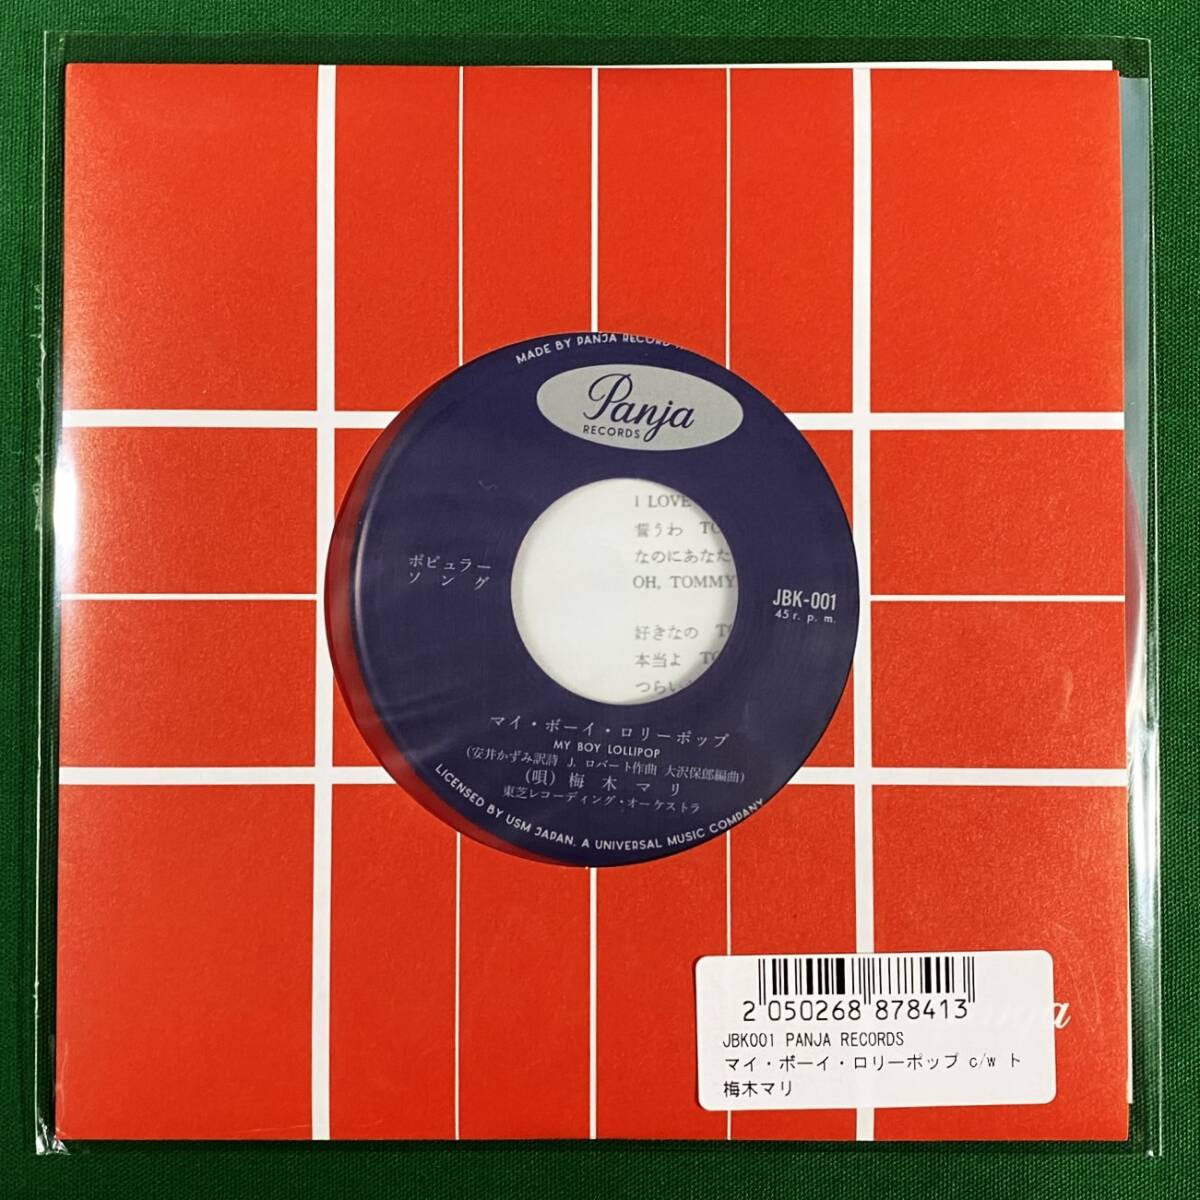 MADE BY PANJA RECORD
Panja
RECORDS
I LOVE
誓うわ
なのにあなた
OH, TOMMY
好きなの
本当よ
つらい
ポピュラー
ソング
JBK-001
45 r. p. m.
マイ・ボーイ・ロリーポップ
MY BOY LOLLIPOP
(安井かずみ訳詩 J. ロバート作曲 大沢保郎編曲)
(唄) 梅木マリ
東芝レコーディング・オーケストラ
LICENSED BY USM JAPAN, A UNIVERSAL MUSIC COMPANY
2 050268 878413
JBK001 PANJA RECORDS
マイ・ボーイ・ロリーポップ c/w ト
梅木マリ